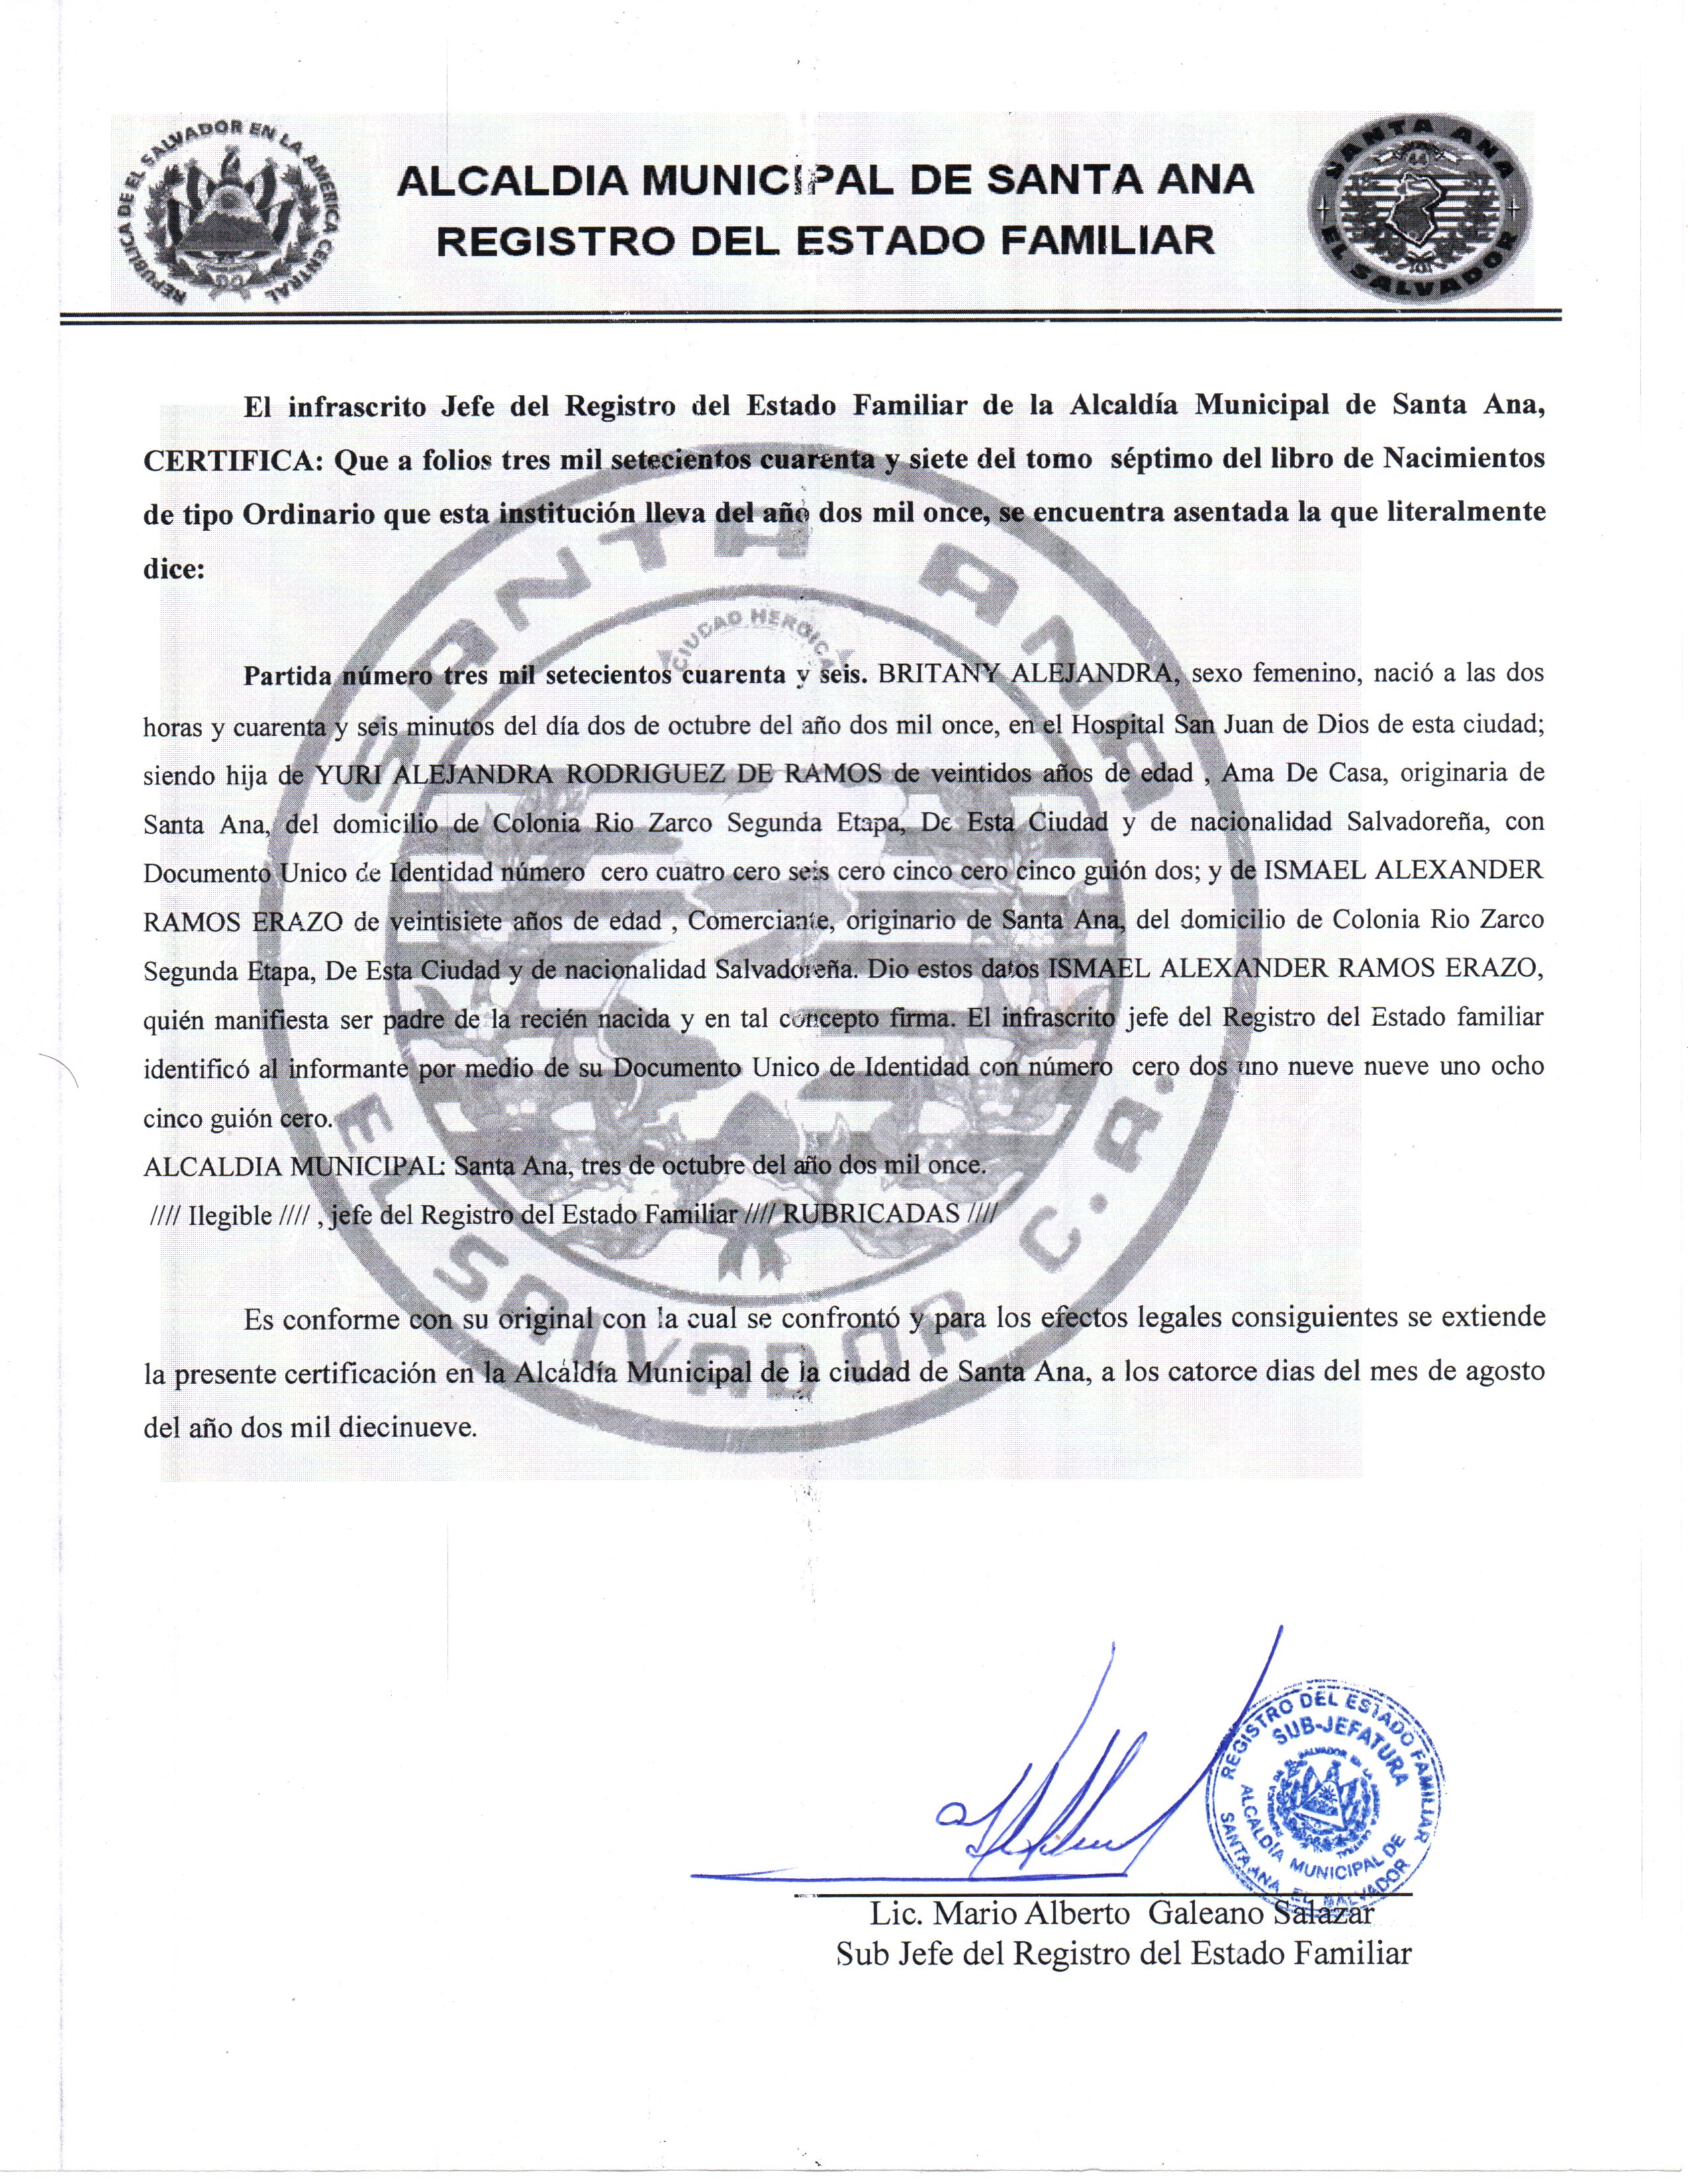 REPUBLICA DE EL SALVADOR EN LA AMERICA CENTRAL
ALCALDIA MUNICIPAL DE SANTA ANA
REGISTRO DEL ESTADO FAMILIAR
SANTA ANA
44
EL SALVADOR
El infrascrito Jefe del Registro del Estado Familiar de la Alcaldía Municipal de Santa Ana,
CERTIFICA: Que a folios tres mil setecientos cuarenta y siete del tomo séptimo del libro de Nacimientos
de tipo Ordinario que esta institución lleva del año dos mil once, se encuentra asentada la que literalmente
dice:
SANTA ANA
CIUDAD HEROICA
Partida número tres mil setecientos cuarenta y seis. BRITANY ALEJANDRA, sexo femenino, nació a las dos
horas y cuarenta y seis minutos del día dos de octubre del año dos mil once, en el Hospital San Juan de Dios de esta ciudad;
siendo hija de YURI ALEJANDRA RODRIGUEZ DE RAMOS de veintidos años de edad , Ama De Casa, originaria de
Santa Ana, del domicilio de Colonia Rio Zarco Segunda Etapa, De Esta Ciudad y de nacionalidad Salvadoreña, con
Documento Unico de Identidad número cero cuatro cero seis cero cinco cero cinco guión dos; y de ISMAEL ALEXANDER
RAMOS ERAZO de veintisiete años de edad , Comerciante, originario de Santa Ana, del domicilio de Colonia Rio Zarco
Segunda Etapa, De Esta Ciudad y de nacionalidad Salvadoreña. Dio estos datos ISMAEL ALEXANDER RAMOS ERAZO,
quién manifiesta ser padre de la recién nacida y en tal concepto firma. El infrascrito jefe del Registro del Estado familiar
identificó al informante por medio de su Documento Unico de Identidad con número cero dos uno nueve nueve uno ocho
cinco guión cero.
ALCALDIA MUNICIPAL: Santa Ana, tres de octubre del año dos mil once.
//// Ilegible //// , jefe del Registro del Estado Familiar //// RUBRICADAS ////
EL SALVADOR C.A.
Es conforme con su original con la cual se confrontó y para los efectos legales consiguientes se extiende
la presente certificación en la Alcáldía Municipal de la ciudad de Santa Ana, a los catorce dias del mes de agosto
del año dos mil diecinueve.
REGISTRO DEL ESTADO FAMILIAR
SUB-JEFATURA
ALCALDÍA MUNICIPAL DE
SANTA ANA EL SALVADOR
Lic. Mario Alberto Galeano Salazar
Sub Jefe del Registro del Estado Familiar